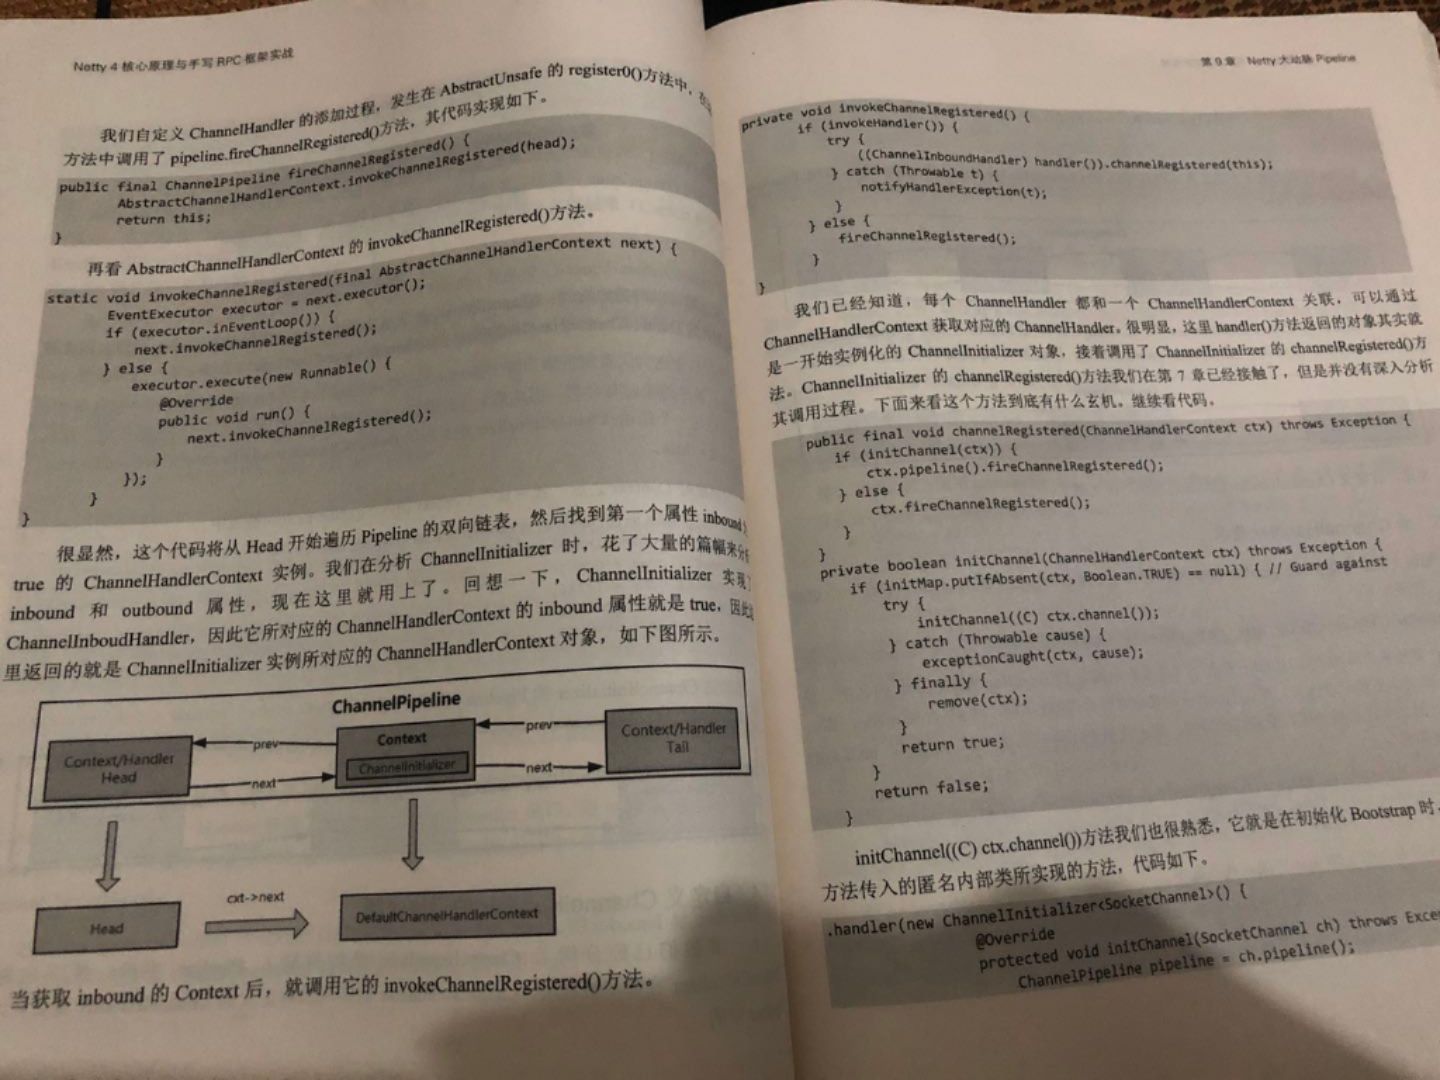 Netty 4 核心原理与手写 RPC 框架实战
我们自定义 ChannelHandler 的添加过程，发生在 AbstractUnsafe 的 register0()方法中，在
方法中调用了 pipeline.fireChannelRegistered()方法，其代码实现如下。
public final ChannelPipeline fireChannelRegistered() {
AbstractChannelHandlerContext.invokeChannelRegistered(head);
return this;
}
再看 AbstractChannelHandlerContext 的 invokeChannelRegistered()方法。
static void invokeChannelRegistered(final AbstractChannelHandlerContext next) {
EventExecutor executor = next.executor();
if (executor.inEventLoop()) {
next.invokeChannelRegistered();
} else {
executor.execute(new Runnable() {
@Override
public void run() {
next.invokeChannelRegistered();
}
});
}
}
很显然，这个代码将从 Head 开始遍历 Pipeline 的双向链表，然后找到第一个属性 inbound
true 的 ChannelHandlerContext 实例。我们在分析 ChannelInitializer 时，花了大量的篇幅来分
inbound 和 outbound 属性，现在这里就用上了。回想一下，ChannelInitializer 实现
ChannelInboudHandler，因此它所对应的 ChannelHandlerContext 的 inbound 属性就是 true，因此
里返回的就是 ChannelInitializer 实例所对应的 ChannelHandlerContext 对象，如下图所示。
ChannelPipeline
Context/Handler
Head
prev
next
Context
ChannelInitializer
prev
next
Context/Handler
Tail
Head
cxt->next
DefaultChannelHandlerContext
当获取 inbound 的 Context 后，就调用它的 invokeChannelRegistered()方法。
第 9 章 Netty 大动脉 Pipeline
private void invokeChannelRegistered() {
if (invokeHandler()) {
try {
((ChannelInboundHandler) handler()).channelRegistered(this);
} catch (Throwable t) {
notifyHandlerException(t);
}
} else {
fireChannelRegistered();
}
}
我们已经知道，每个 ChannelHandler 都和一个 ChannelHandlerContext 关联，可以通过
ChannelHandlerContext 获取对应的 ChannelHandler。很明显，这里 handler()方法返回的对象其实就
是一开始实例化的 ChannelInitializer 对象，接着调用了 ChannelInitializer 的 channelRegistered()方
法。ChannelInitializer 的 channelRegistered()方法我们在第 7 章已经接触了，但是并没有深入分析
其调用过程。下面来看这个方法到底有什么玄机。继续看代码。
public final void channelRegistered(ChannelHandlerContext ctx) throws Exception {
if (initChannel(ctx)) {
ctx.pipeline().fireChannelRegistered();
} else {
ctx.fireChannelRegistered();
}
}
private boolean initChannel(ChannelHandlerContext ctx) throws Exception {
if (initMap.putIfAbsent(ctx, Boolean.TRUE) == null) { // Guard against
try {
initChannel((C) ctx.channel());
} catch (Throwable cause) {
exceptionCaught(ctx, cause);
} finally {
remove(ctx);
}
return true;
}
return false;
}
initChannel((C) ctx.channel())方法我们也很熟悉，它就是在初始化 Bootstrap 时，
方法传入的匿名内部类所实现的方法，代码如下。
.handler(new ChannelInitializer<SocketChannel>() {
@Override
protected void initChannel(SocketChannel ch) throws Exce
ChannelPipeline pipeline = ch.pipeline();